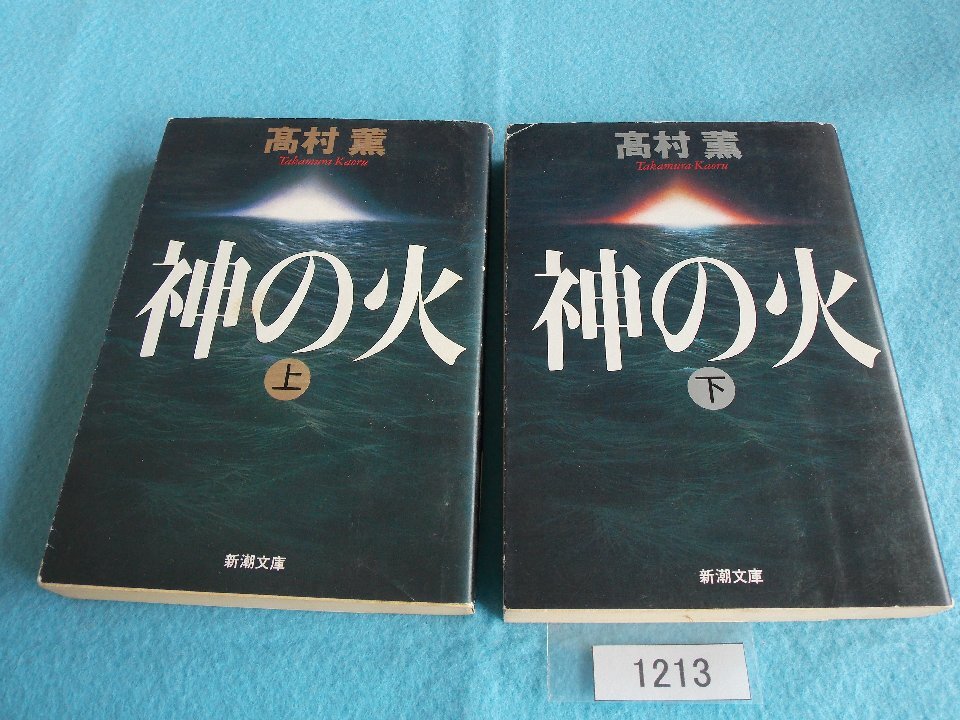 髙村 薫
Takamura Kaoru
神の火
上
新潮文庫
髙村 薫
Takamura Kaoru
神の火
下
新潮文庫
1213